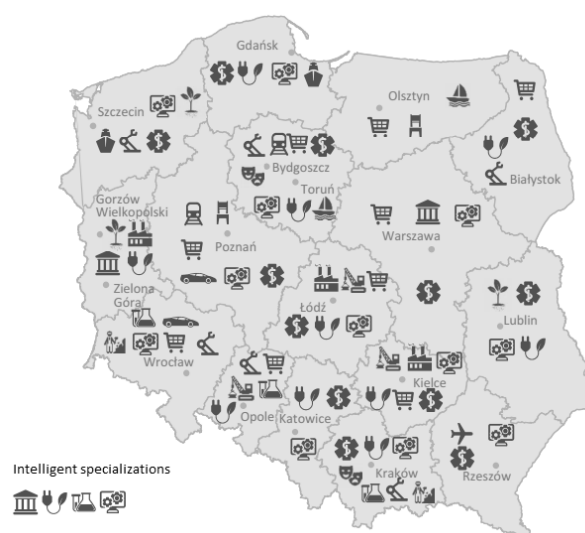 Gdańsk
Olsztyn
Szczecin
Białystok
Bydgoszcz
Toruń
Gorzów
Wielkopolski
Poznań
Warszawa
Zielona
Góra
Łódź
Lublin
Wrocław
Opole
Katowice
Kielce
Kraków
Rzeszów
Intelligent specializations